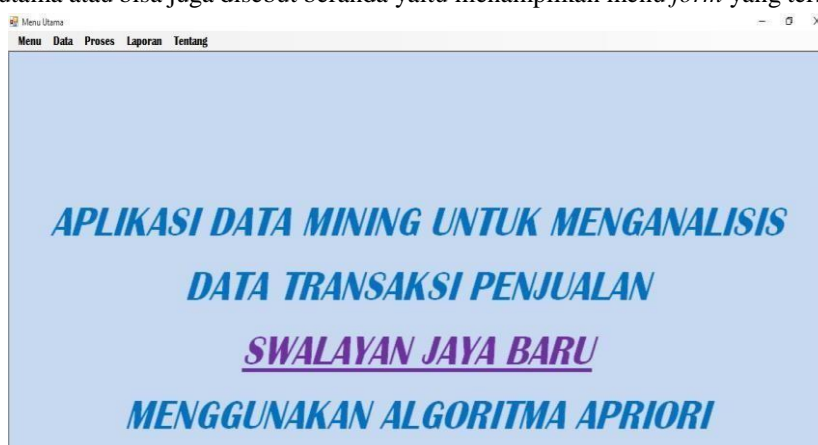 utama atau bisa juga disebut beranda yaitu menampilkan menu form yang
Menu Utama
Menu Data Proses Laporan Tentang
APLIKASI DATA MINING UNTUK MENGANALISIS
DATA TRANSAKSI PENJUALAN
SWALAYAN JAYA BARU
MENGGUNAKAN ALGORITMA APRIORI